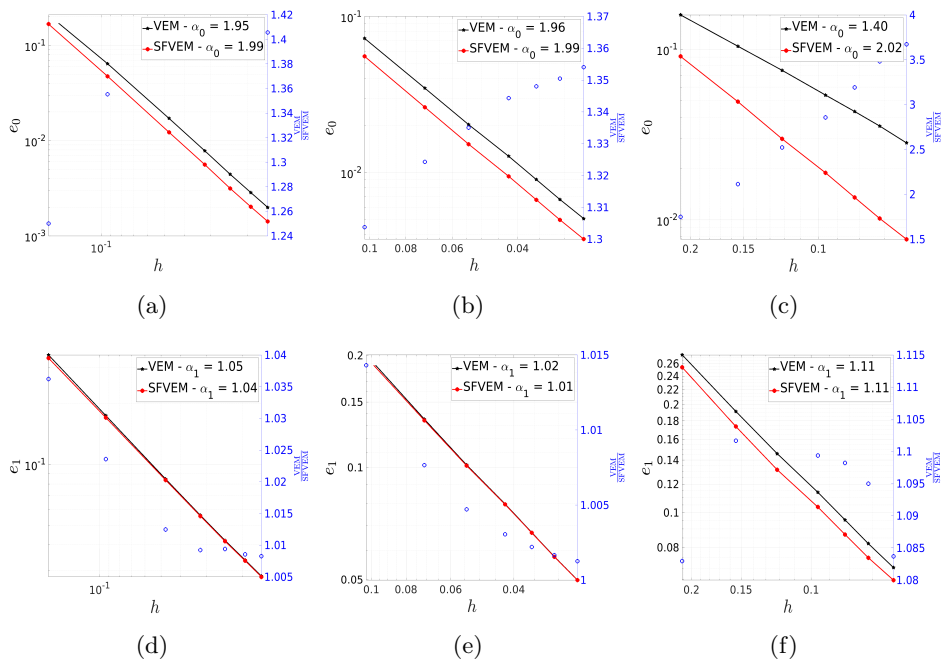 VEM - α0 = 1.95
SFVEM - α0 = 1.99
10^-1
10^-2
10^-3
e0
10^-1
h
1.42
1.4
1.38
1.36
1.34
1.32
1.3
1.28
1.26
1.24
VEM
SFVEM
(a)
VEM - α0 = 1.96
SFVEM - α0 = 1.99
10^-1
10^-2
e0
0.1
0.08
0.06
0.04
h
1.37
1.36
1.35
1.34
1.33
1.32
1.31
1.3
VEM
SFVEM
(b)
VEM - α0 = 1.40
SFVEM - α0 = 2.02
10^-1
10^-2
e0
0.2
0.15
0.1
h
4
3.5
3
2.5
2
1.5
VEM
SFVEM
(c)
VEM - α1 = 1.05
SFVEM - α1 = 1.04
10^-1
e1
10^-1
h
1.04
1.035
1.03
1.025
1.02
1.015
1.01
1.005
VEM
SFVEM
(d)
VEM - α1 = 1.02
SFVEM - α1 = 1.01
0.2
0.15
0.1
0.05
e1
0.1
0.08
0.06
0.04
h
1.015
1.01
1.005
1
VEM
SFVEM
(e)
VEM - α1 = 1.11
SFVEM - α1 = 1.11
0.26
0.24
0.22
0.2
0.18
0.16
0.14
0.12
0.1
0.08
e1
0.2
0.15
0.1
h
1.115
1.11
1.105
1.1
1.095
1.09
1.085
1.08
VEM
SFVEM
(f)